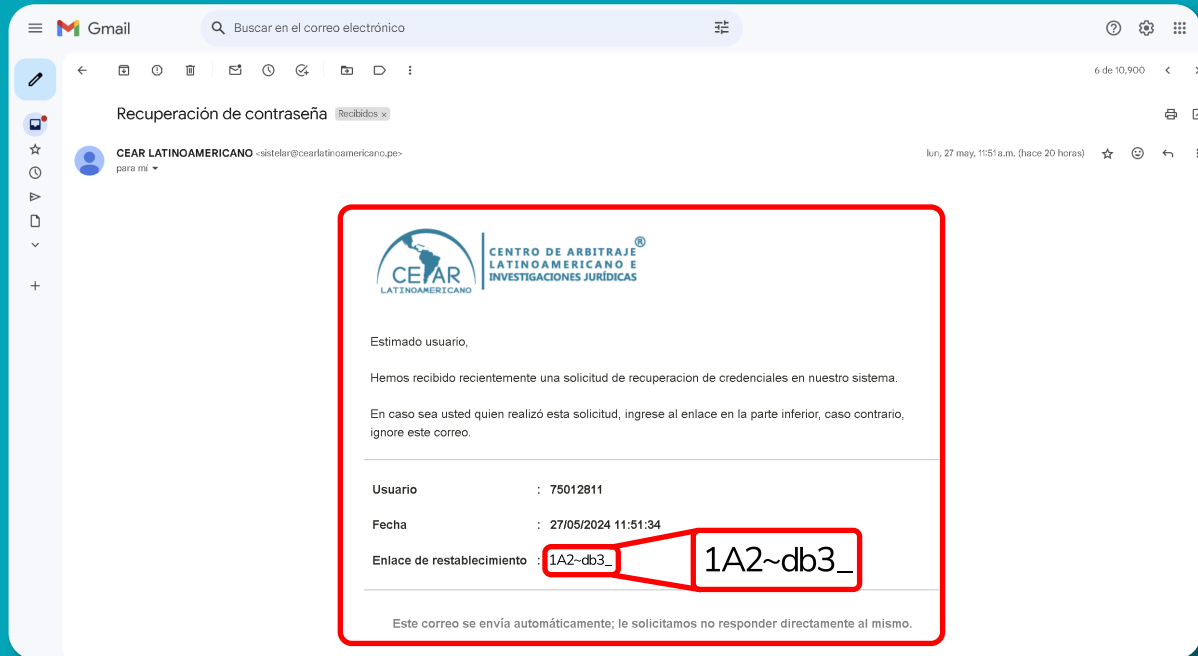 Gmail
Buscar en el correo electrónico
6 de 10,900
Recuperación de contraseña Recibidos ×
CEAR LATINOAMERICANO <sistelar@cearlatinoamericano.pe>
lun, 27 may, 11:51 a.m. (hace 20 horas)
para mí
CEAR
LATINOAMERICANO
CENTRO DE ARBITRAJE®
LATINOAMERICANO E
INVESTIGACIONES JURÍDICAS
Estimado usuario,
Hemos recibido recientemente una solicitud de recuperacion de credenciales en nuestro sistema.
En caso sea usted quien realizó esta solicitud, ingrese al enlace en la parte inferior, caso contrario,
ignore este correo.
Usuario : 75012811
Fecha : 27/05/2024 11:51:34
Enlace de restablecimiento : 1A2~db3_
1A2~db3_
Este correo se envía automáticamente; le solicitamos no responder directamente al mismo.